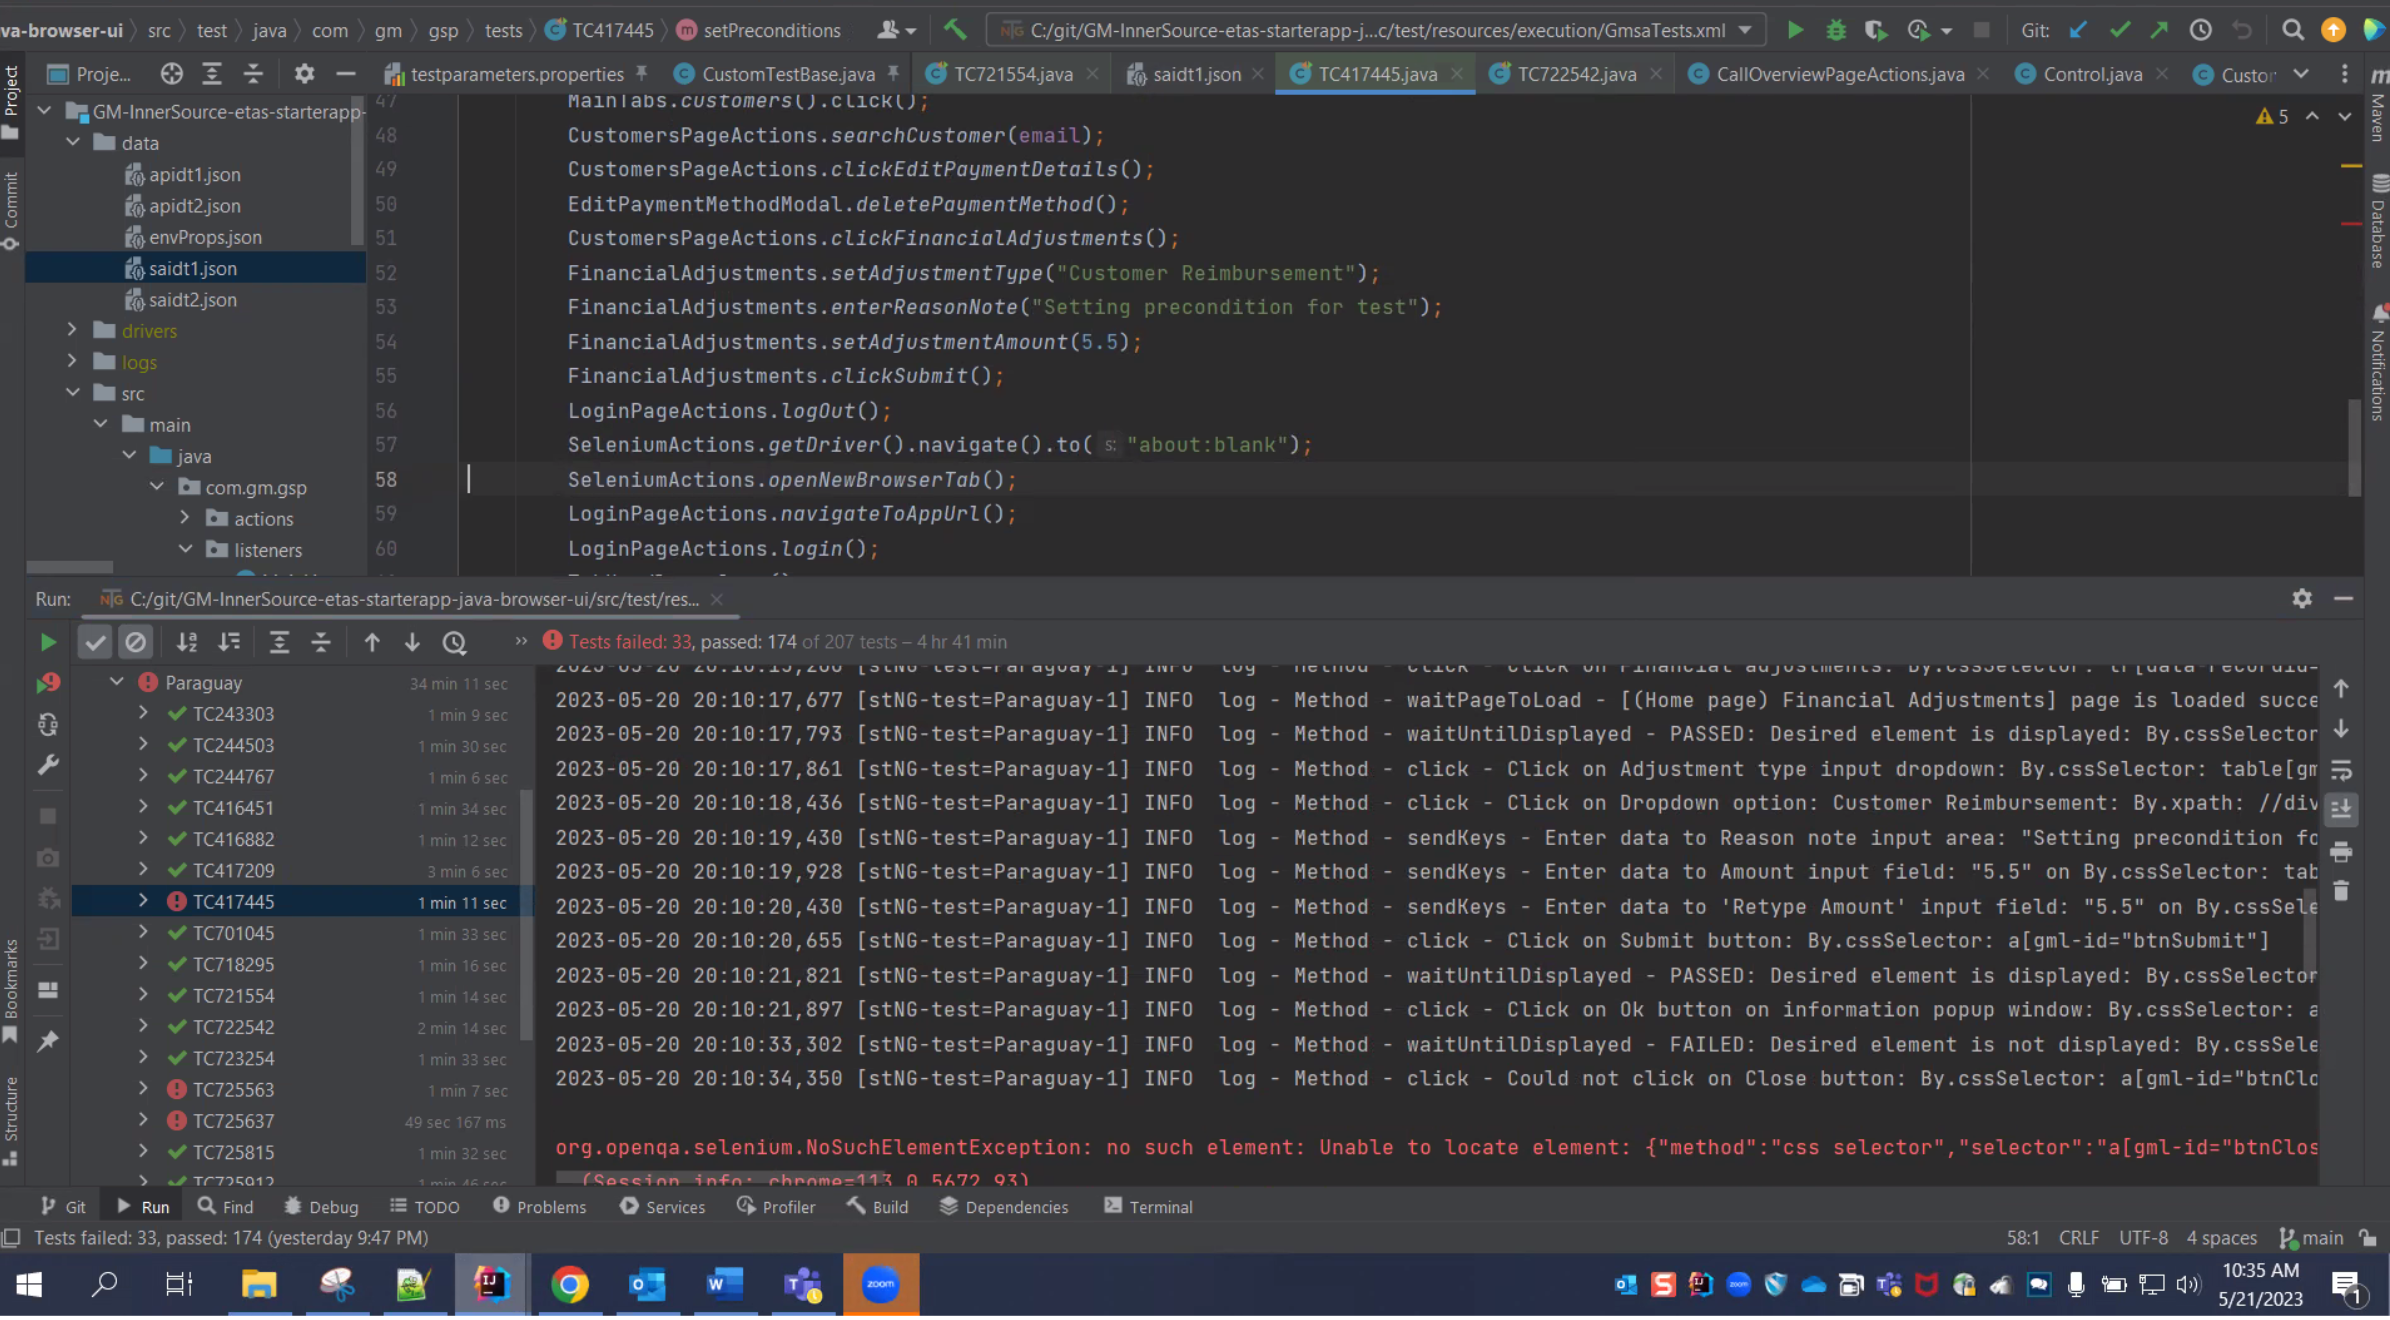 va-browser-ui src test java com gm gsp tests TC417445 setPreconditions C:/git/GM-InnerSource-etas-starterapp-j...c/test/resources/execution/GmsaTests.xml Git:
Project
Commit
Bookmarks
Structure
Proje...
testparameters.properties CustomTestBase.java TC721554.java saidt1.json TC417445.java TC722542.java CallOverviewPageActions.java Control.java Custor
m
Maven
Database
Notifications
GM-InnerSource-etas-starterapp-
data
apidt1.json
apidt2.json
envProps.json
saidt1.json
saidt2.json
drivers
logs
src
main
java
com.gm.gsp
actions
listeners
5
47 MainTabs.customers().click();
48 CustomersPageActions.searchCustomer(email);
49 CustomersPageActions.clickEditPaymentDetails();
50 EditPaymentMethodModal.deletePaymentMethod();
51 CustomersPageActions.clickFinancialAdjustments();
52 FinancialAdjustments.setAdjustmentType("Customer Reimbursement");
53 FinancialAdjustments.enterReasonNote("Setting precondition for test");
54 FinancialAdjustments.setAdjustmentAmount(5.5);
55 FinancialAdjustments.clickSubmit();
56 LoginPageActions.logOut();
57 SeleniumActions.getDriver().navigate().to( s: "about:blank");
58 SeleniumActions.openNewBrowserTab();
59 LoginPageActions.navigateToAppUrl();
60 LoginPageActions.login();
Run: C:/git/GM-InnerSource-etas-starterapp-java-browser-ui/src/test/res...
Tests failed: 33, passed: 174 of 207 tests – 4 hr 41 min
Paraguay 34 min 11 sec
TC243303 1 min 9 sec
TC244503 1 min 30 sec
TC244767 1 min 6 sec
TC416451 1 min 34 sec
TC416882 1 min 12 sec
TC417209 3 min 6 sec
TC417445 1 min 11 sec
TC701045 1 min 33 sec
TC718295 1 min 16 sec
TC721554 1 min 14 sec
TC722542 2 min 14 sec
TC723254 1 min 33 sec
TC725563 1 min 7 sec
TC725637 49 sec 167 ms
TC725815 1 min 32 sec
TC725912 1 min 46 sec
[stNG-test=Paraguay-1] INFO log - Method - click - Click on Financial adjustments: By.cssSelector: tr[data-recordid=
2023-05-20 20:10:17,677 [stNG-test=Paraguay-1] INFO log - Method - waitPageToLoad - [(Home page) Financial Adjustments] page is loaded succe
2023-05-20 20:10:17,793 [stNG-test=Paraguay-1] INFO log - Method - waitUntilDisplayed - PASSED: Desired element is displayed: By.cssSelector
2023-05-20 20:10:17,861 [stNG-test=Paraguay-1] INFO log - Method - click - Click on Adjustment type input dropdown: By.cssSelector: table[gm
2023-05-20 20:10:18,436 [stNG-test=Paraguay-1] INFO log - Method - click - Click on Dropdown option: Customer Reimbursement: By.xpath: //div
2023-05-20 20:10:19,430 [stNG-test=Paraguay-1] INFO log - Method - sendKeys - Enter data to Reason note input area: "Setting precondition fo
2023-05-20 20:10:19,928 [stNG-test=Paraguay-1] INFO log - Method - sendKeys - Enter data to Amount input field: "5.5" on By.cssSelector: tab
2023-05-20 20:10:20,430 [stNG-test=Paraguay-1] INFO log - Method - sendKeys - Enter data to 'Retype Amount' input field: "5.5" on By.cssSele
2023-05-20 20:10:20,655 [stNG-test=Paraguay-1] INFO log - Method - click - Click on Submit button: By.cssSelector: a[gml-id="btnSubmit"]
2023-05-20 20:10:21,821 [stNG-test=Paraguay-1] INFO log - Method - waitUntilDisplayed - PASSED: Desired element is displayed: By.cssSelector
2023-05-20 20:10:21,897 [stNG-test=Paraguay-1] INFO log - Method - click - Click on Ok button on information popup window: By.cssSelector: a
2023-05-20 20:10:33,302 [stNG-test=Paraguay-1] INFO log - Method - waitUntilDisplayed - FAILED: Desired element is not displayed: By.cssSele
2023-05-20 20:10:34,350 [stNG-test=Paraguay-1] INFO log - Method - click - Could not click on Close button: By.cssSelector: a[gml-id="btnClo
org.openqa.selenium.NoSuchElementException: no such element: Unable to locate element: {"method":"css selector","selector":"a[gml-id="btnClos
(Session info: chrome=113.0.5672.93)
Git Run Find Debug TODO Problems Services Profiler Build Dependencies Terminal
Tests failed: 33, passed: 174 (yesterday 9:47 PM) 58:1 CRLF UTF-8 4 spaces main
zoom
10:35 AM
5/21/2023
1